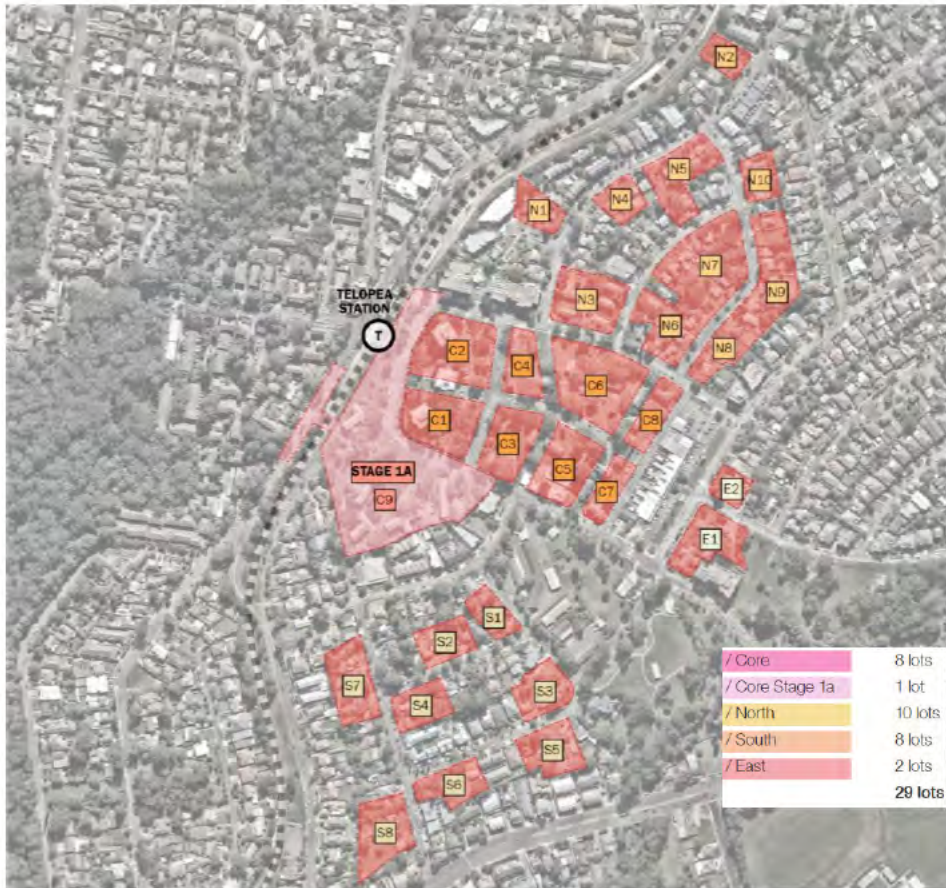 N2
N5
N10
N4
N1
N7
N9
N3
N6
TELOPEA
STATION
T
C2
C4
N8
C6
C1
C8
C3
STAGE 1A
C5
C9
C7
E2
E1
S1
S2
S7
S3
S4
S5
S6
S8
/ Core 8 lots
/ Core Stage 1a 1 lot
/ North 10 lots
/ South 8 lots
/ East 2 lots
29 lots